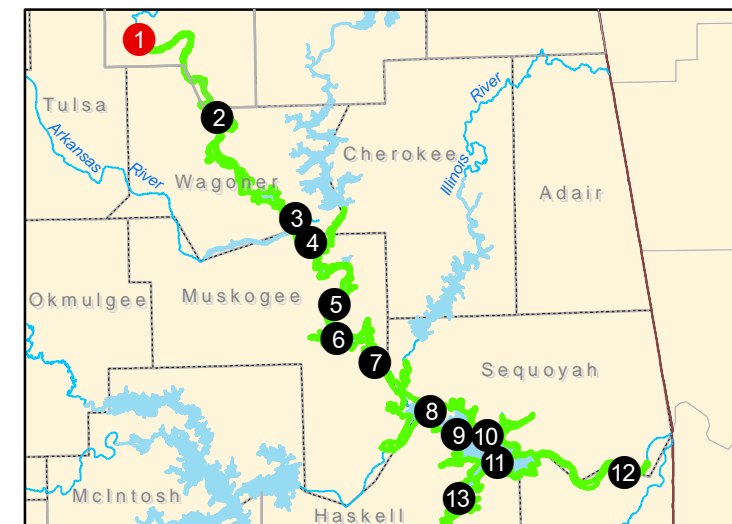 1
2
Tulsa
River
Arkansas
River
Cherokee
Illinois
Wagoner
Adair
3
4
Okmulgee
Muskogee
5
6
7
Sequoyah
8
9
10
11
12
McIntosh
13
Haskell